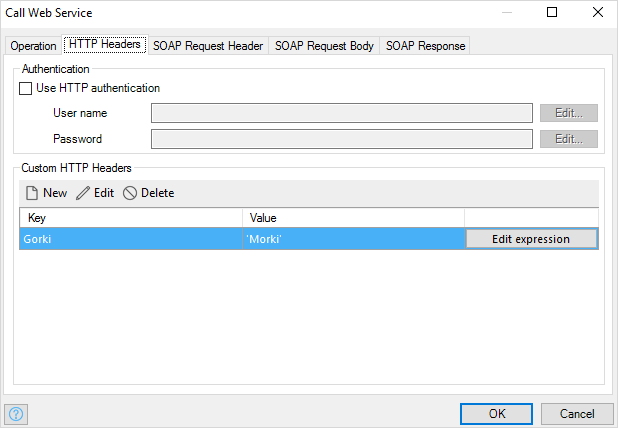 Call Web Service
Operation HTTP Headers SOAP Request Header SOAP Request Body SOAP Response
Authentication
Use HTTP authentication
User name Edit...
Password Edit...
Custom HTTP Headers
New Edit Delete
Key Value
Gorki 'Morki' Edit expression
? OK Cancel